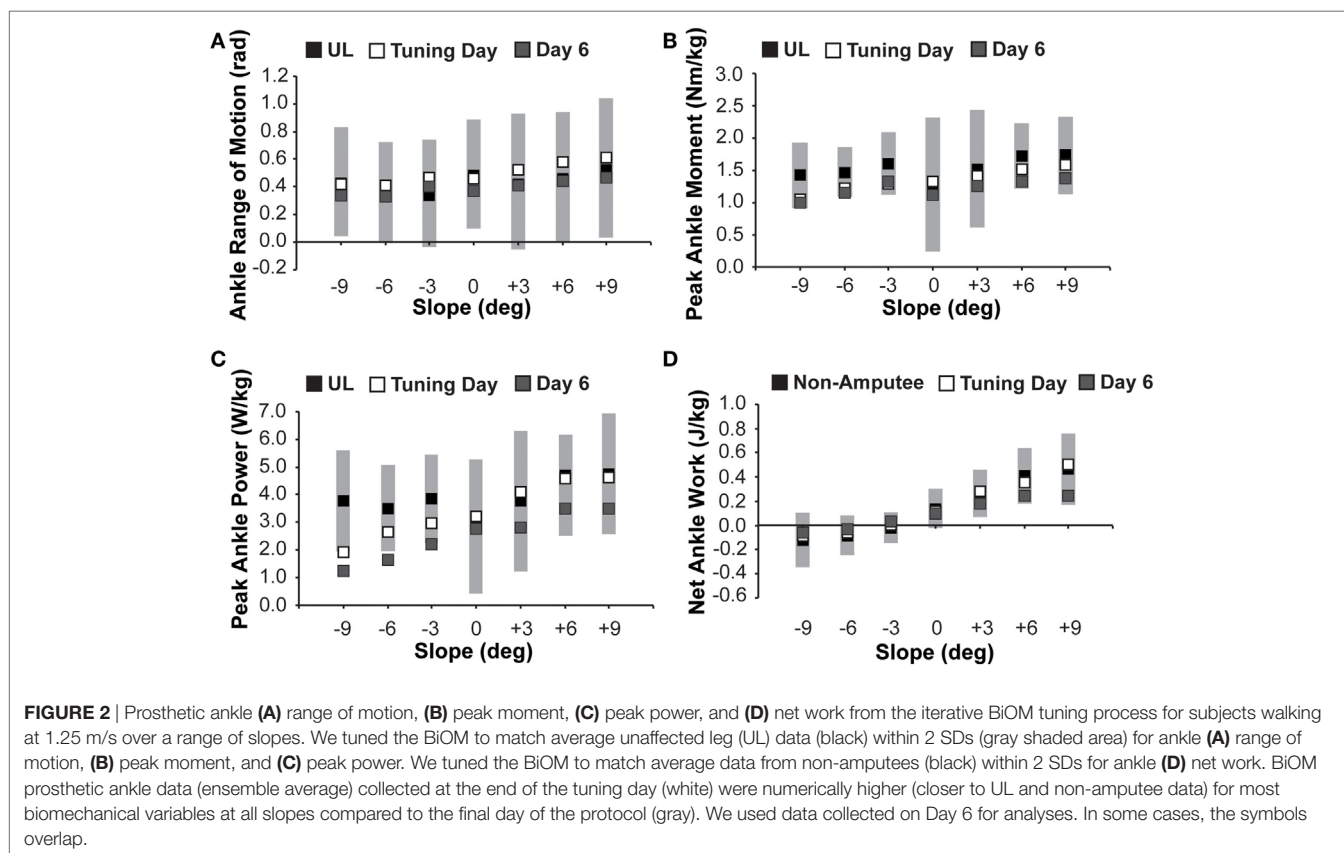 A
UL Tuning Day Day 6
Ankle Range of Motion (rad)
1.2
1.0
0.8
0.6
0.4
0.2
0.0
-0.2
-9 -6 -3 0 +3 +6 +9
Slope (deg)
B
UL Tuning Day Day 6
Peak Ankle Moment (Nm/kg)
3.0
2.5
2.0
1.5
1.0
0.5
0.0
-9 -6 -3 0 +3 +6 +9
Slope (deg)
C
UL Tuning Day Day 6
Peak Ankle Power (W/kg)
7.0
6.0
5.0
4.0
3.0
2.0
1.0
0.0
-9 -6 -3 0 +3 +6 +9
Slope (deg)
D
Non-Amputee Tuning Day Day 6
Net Ankle Work (J/kg)
1.0
0.8
0.6
0.4
0.2
0.0
-0.2
-0.4
-0.6
-9 -6 -3 0 +3 +6 +9
Slope (deg)
FIGURE 2 | Prosthetic ankle (A) range of motion, (B) peak moment, (C) peak power, and (D) net work from the iterative BiOM tuning process for subjects walking
at 1.25 m/s over a range of slopes. We tuned the BiOM to match average unaffected leg (UL) data (black) within 2 SDs (gray shaded area) for ankle (A) range of
motion, (B) peak moment, and (C) peak power. We tuned the BiOM to match average data from non-amputees (black) within 2 SDs for ankle (D) net work. BiOM
prosthetic ankle data (ensemble average) collected at the end of the tuning day (white) were numerically higher (closer to UL and non-amputee data) for most
biomechanical variables at all slopes compared to the final day of the protocol (gray). We used data collected on Day 6 for analyses. In some cases, the symbols
overlap.